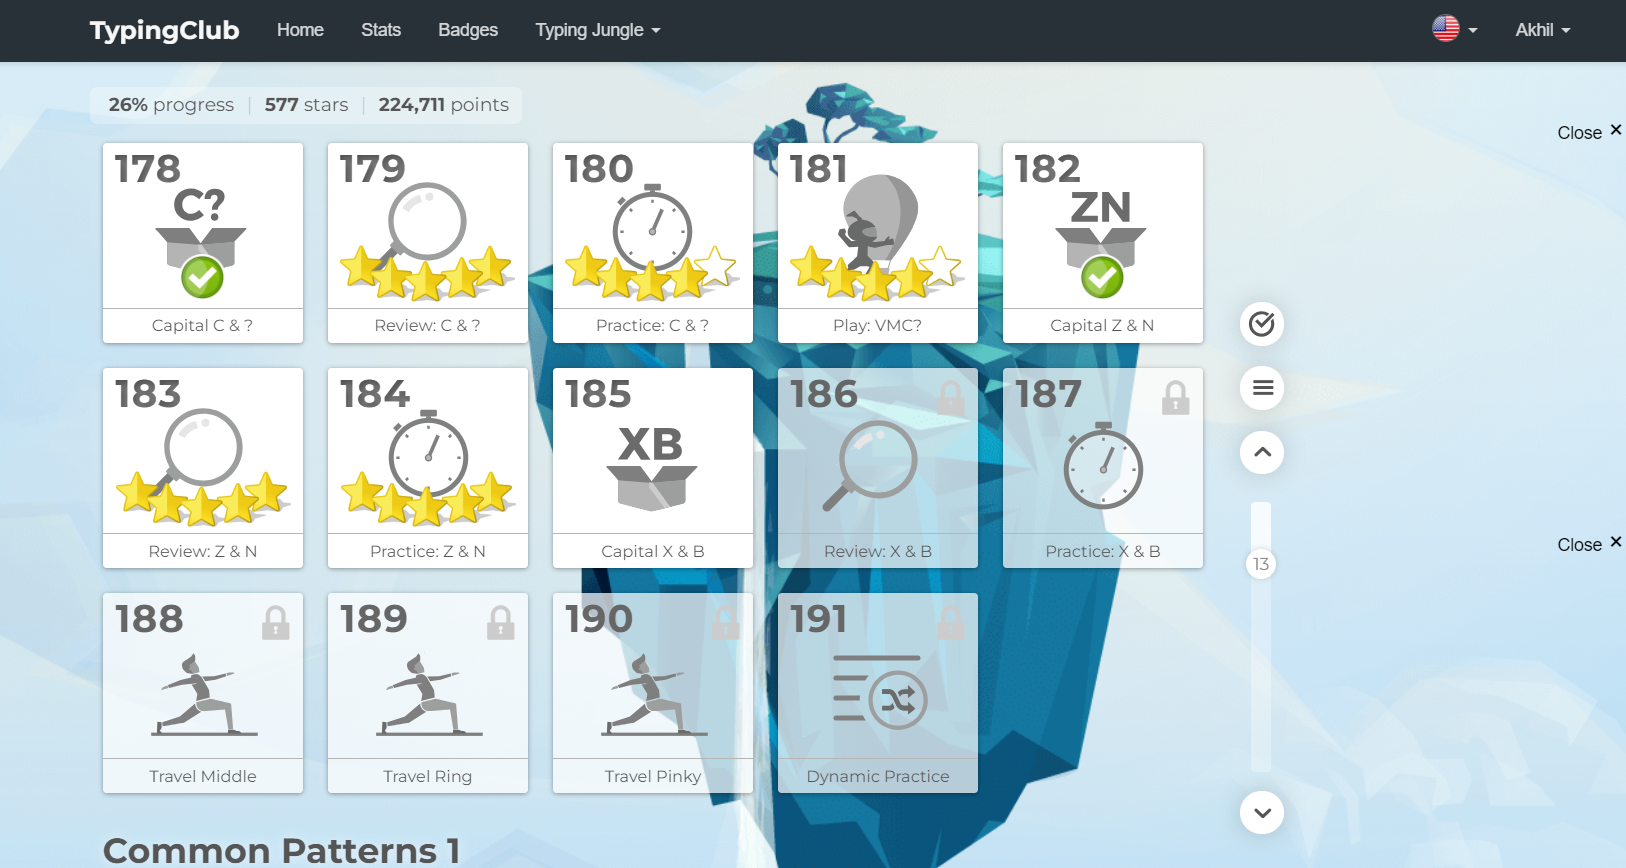 TypingClub Home Stats Badges Typing Jungle Akhil
26% progress 577 stars 224,711 points
Close ×
178 179 180 181 182
C? ZN
Capital C & ? Review: C & ? Practice: C & ? Play: VMC? Capital Z & N
183 184 185 186 187
XB
Review: Z & N Practice: Z & N Capital X & B Review: X & B Practice: X & B
Close ×
13
188 189 190 191
Travel Middle Travel Ring Travel Pinky Dynamic Practice
Common Patterns 1